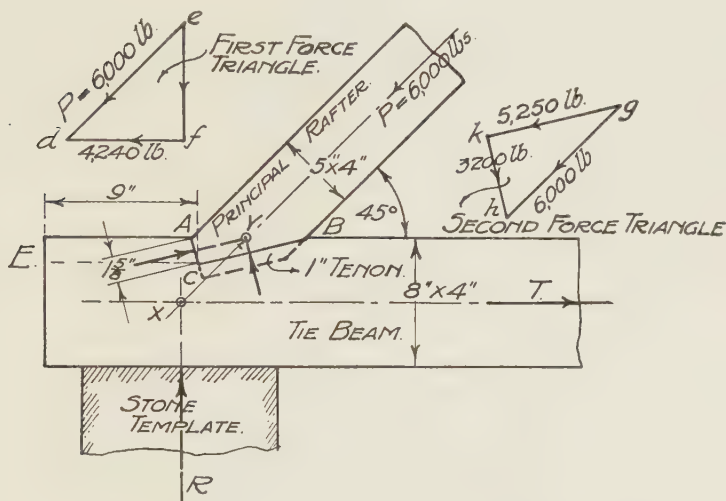 e
FIRST FORCE
TRIANGLE.
P = 6,000 lb.
d
f
4,240 lb.
PRINCIPAL RAFTER.
P = 6,000 lbs.
5"x4"
5,250 lb.
k
g
3200 lb.
6,000 lb.
h
SECOND FORCE TRIANGLE
9"
A
Y
B
45°
E
1 5/8"
C
1" TENON.
8"x4"
T
X
TIE BEAM.
STONE
TEMPLATE.
R